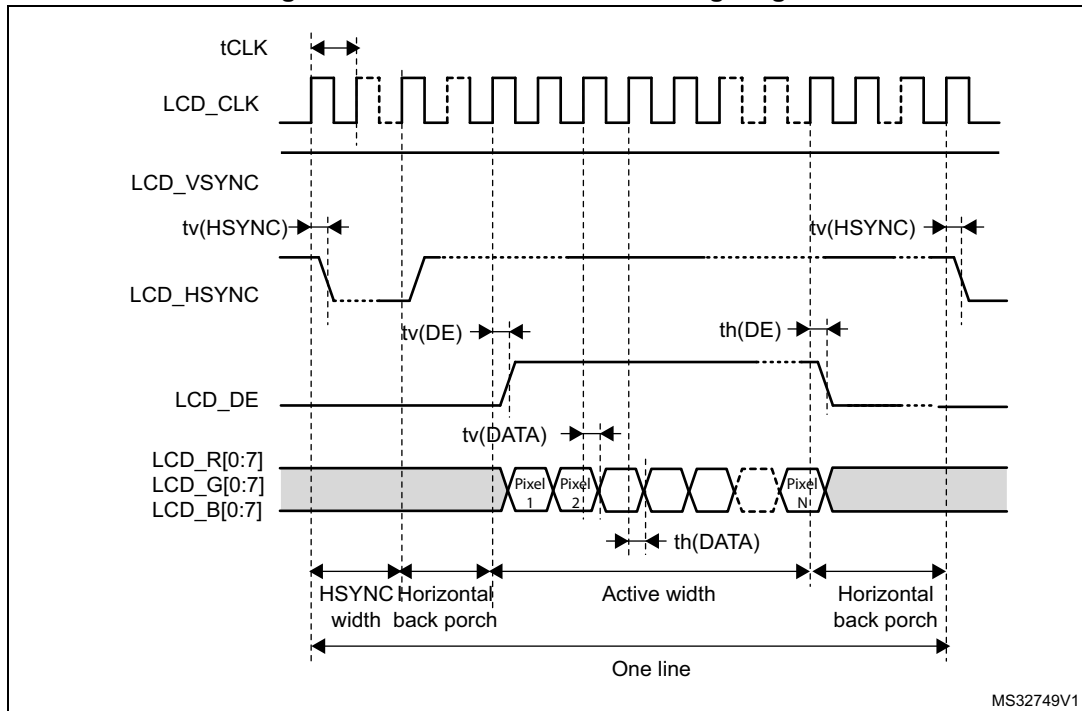 tCLK
LCD_CLK
LCD_VSYNC
tv(HSYNC)
tv(HSYNC)
LCD_HSYNC
tv(DE)
th(DE)
LCD_DE
tv(DATA)
LCD_R[0:7]
LCD_G[0:7]
LCD_B[0:7]
Pixel
1
Pixel
2
Pixel
N
th(DATA)
HSYNC
width
Horizontal
back porch
Active width
Horizontal
back porch
One line
MS32749V1